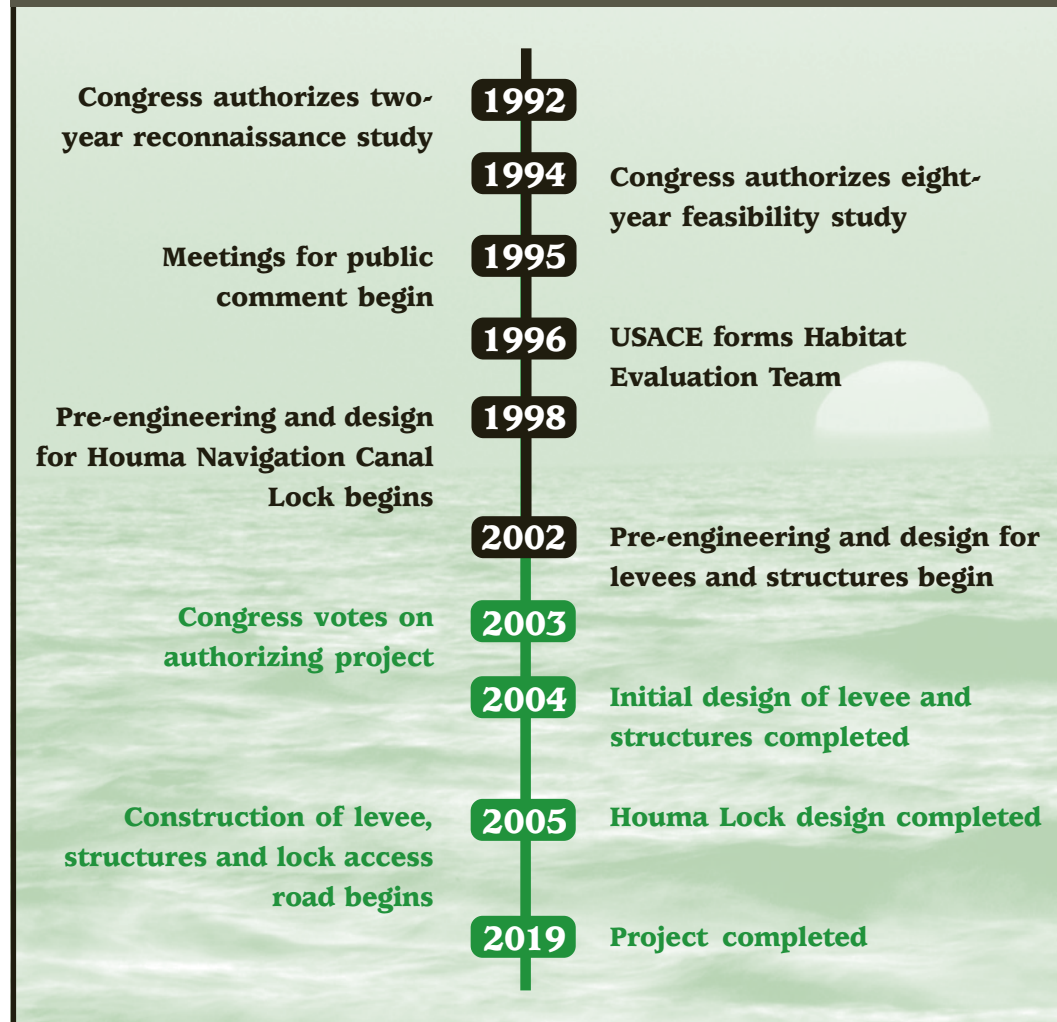 Congress authorizes two-
year reconnaissance study
1992
1994
Congress authorizes eight-
year feasibility study
Meetings for public
comment begin
1995
1996
USACE forms Habitat
Evaluation Team
Pre-engineering and design
for Houma Navigation Canal
Lock begins
1998
2002
Pre-engineering and design for
levees and structures begin
Congress votes on
authorizing project
2003
2004
Initial design of levee and
structures completed
Construction of levee,
structures and lock access
road begins
2005
Houma Lock design completed
2019
Project completed